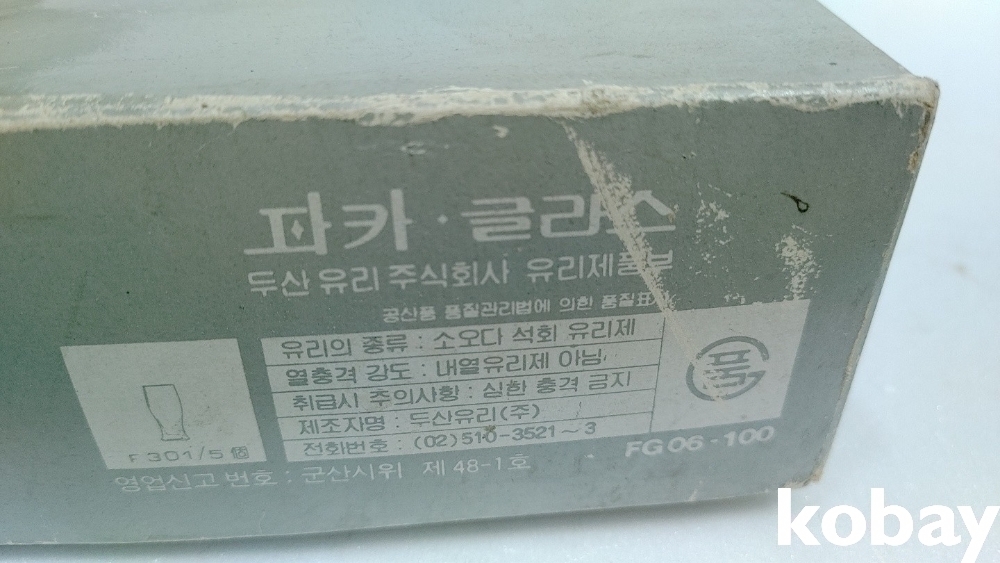 파카·글라스
두산유리주식회사 유리제품부
공산품 품질관리법에 의한 품질표
유리의 종류 : 소오다 석회 유리제
열충격 강도 : 내열유리제 아님.
취급시 주의사항 : 심한 충격 금지
제조자명 : 두산유리(주)
전화번호 : (02)510-3521~3
품
F301/5
FG06-100
영업신고 번호 : 군산시위 제48-1호
kobay